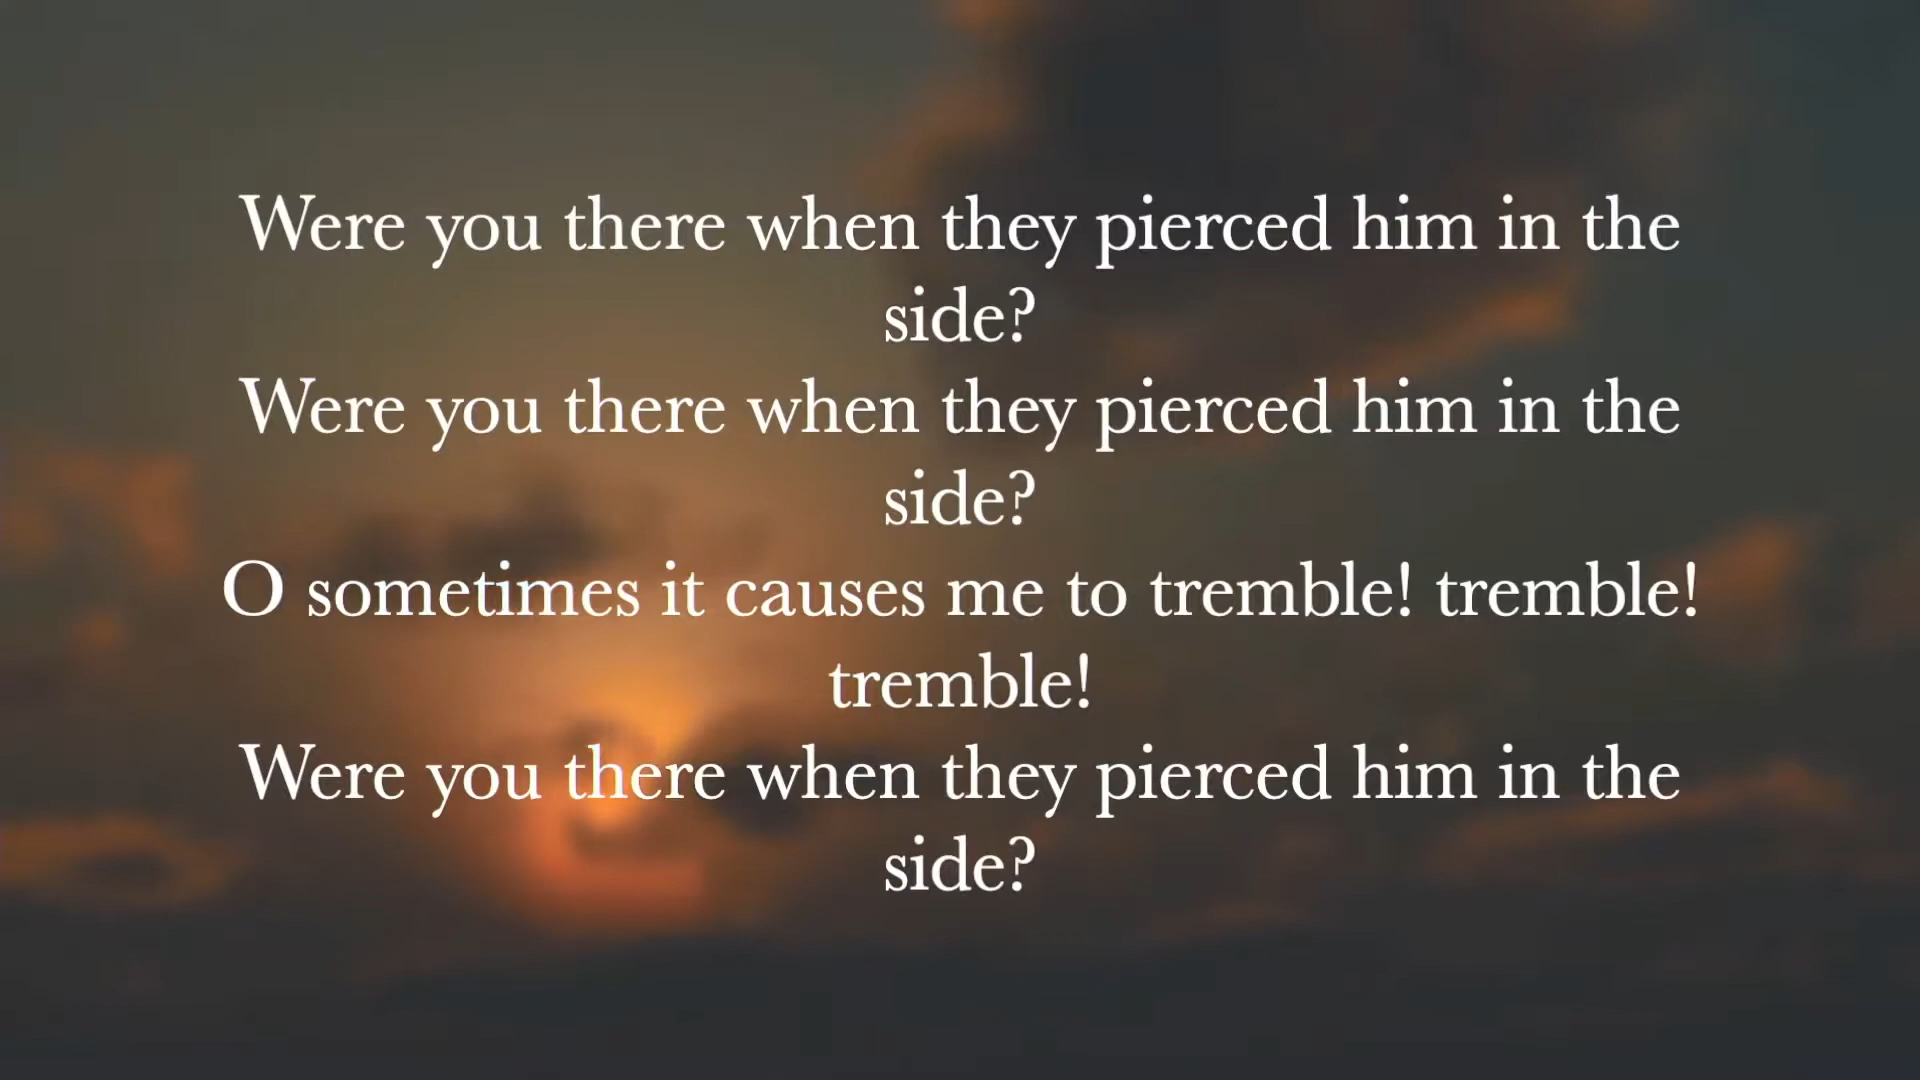 Were you there when they pierced him in the
side?
Were you there when they pierced him in the
side?
O sometimes it causes me to tremble! tremble!
tremble!
Were you there when they pierced him in the
side?